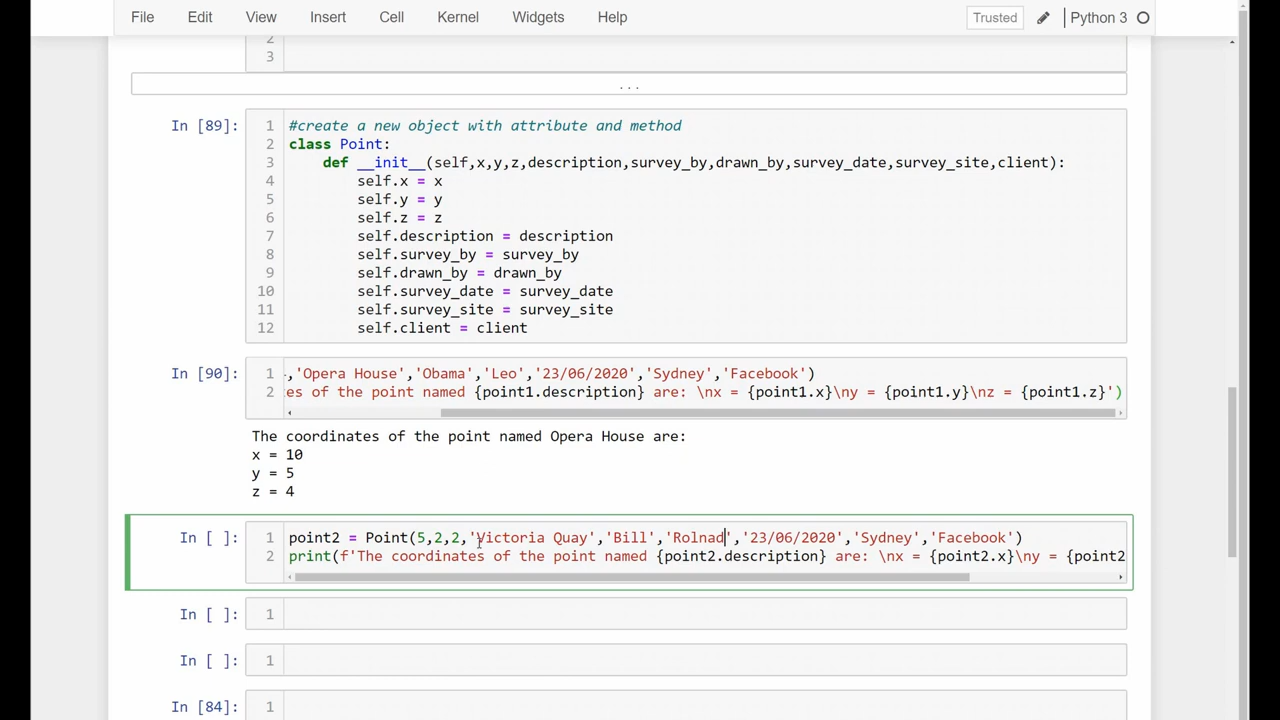 File Edit View Insert Cell Kernel Widgets Help Trusted Python 3
2
3
...
In [89]:
1 #create a new object with attribute and method
2 class Point:
3     def __init__(self,x,y,z,description,survey_by,drawn_by,survey_date,survey_site,client):
4         self.x = x
5         self.y = y
6         self.z = z
7         self.description = description
8         self.survey_by = survey_by
9         self.drawn_by = drawn_by
10         self.survey_date = survey_date
11         self.survey_site = survey_site
12         self.client = client
In [90]:
1 ,'Opera House','Obama','Leo','23/06/2020','Sydney','Facebook')
2 es of the point named {point1.description} are: \nx = {point1.x}\ny = {point1.y}\nz = {point1.z}')
The coordinates of the point named Opera House are:
x = 10
y = 5
z = 4
In [ ]:
1 point2 = Point(5,2,2,'Victoria Quay','Bill','Rolnad','23/06/2020','Sydney','Facebook')
2 print(f'The coordinates of the point named {point2.description} are: \nx = {point2.x}\ny = {point2
In [ ]: 1
In [ ]: 1
In [84]: 1